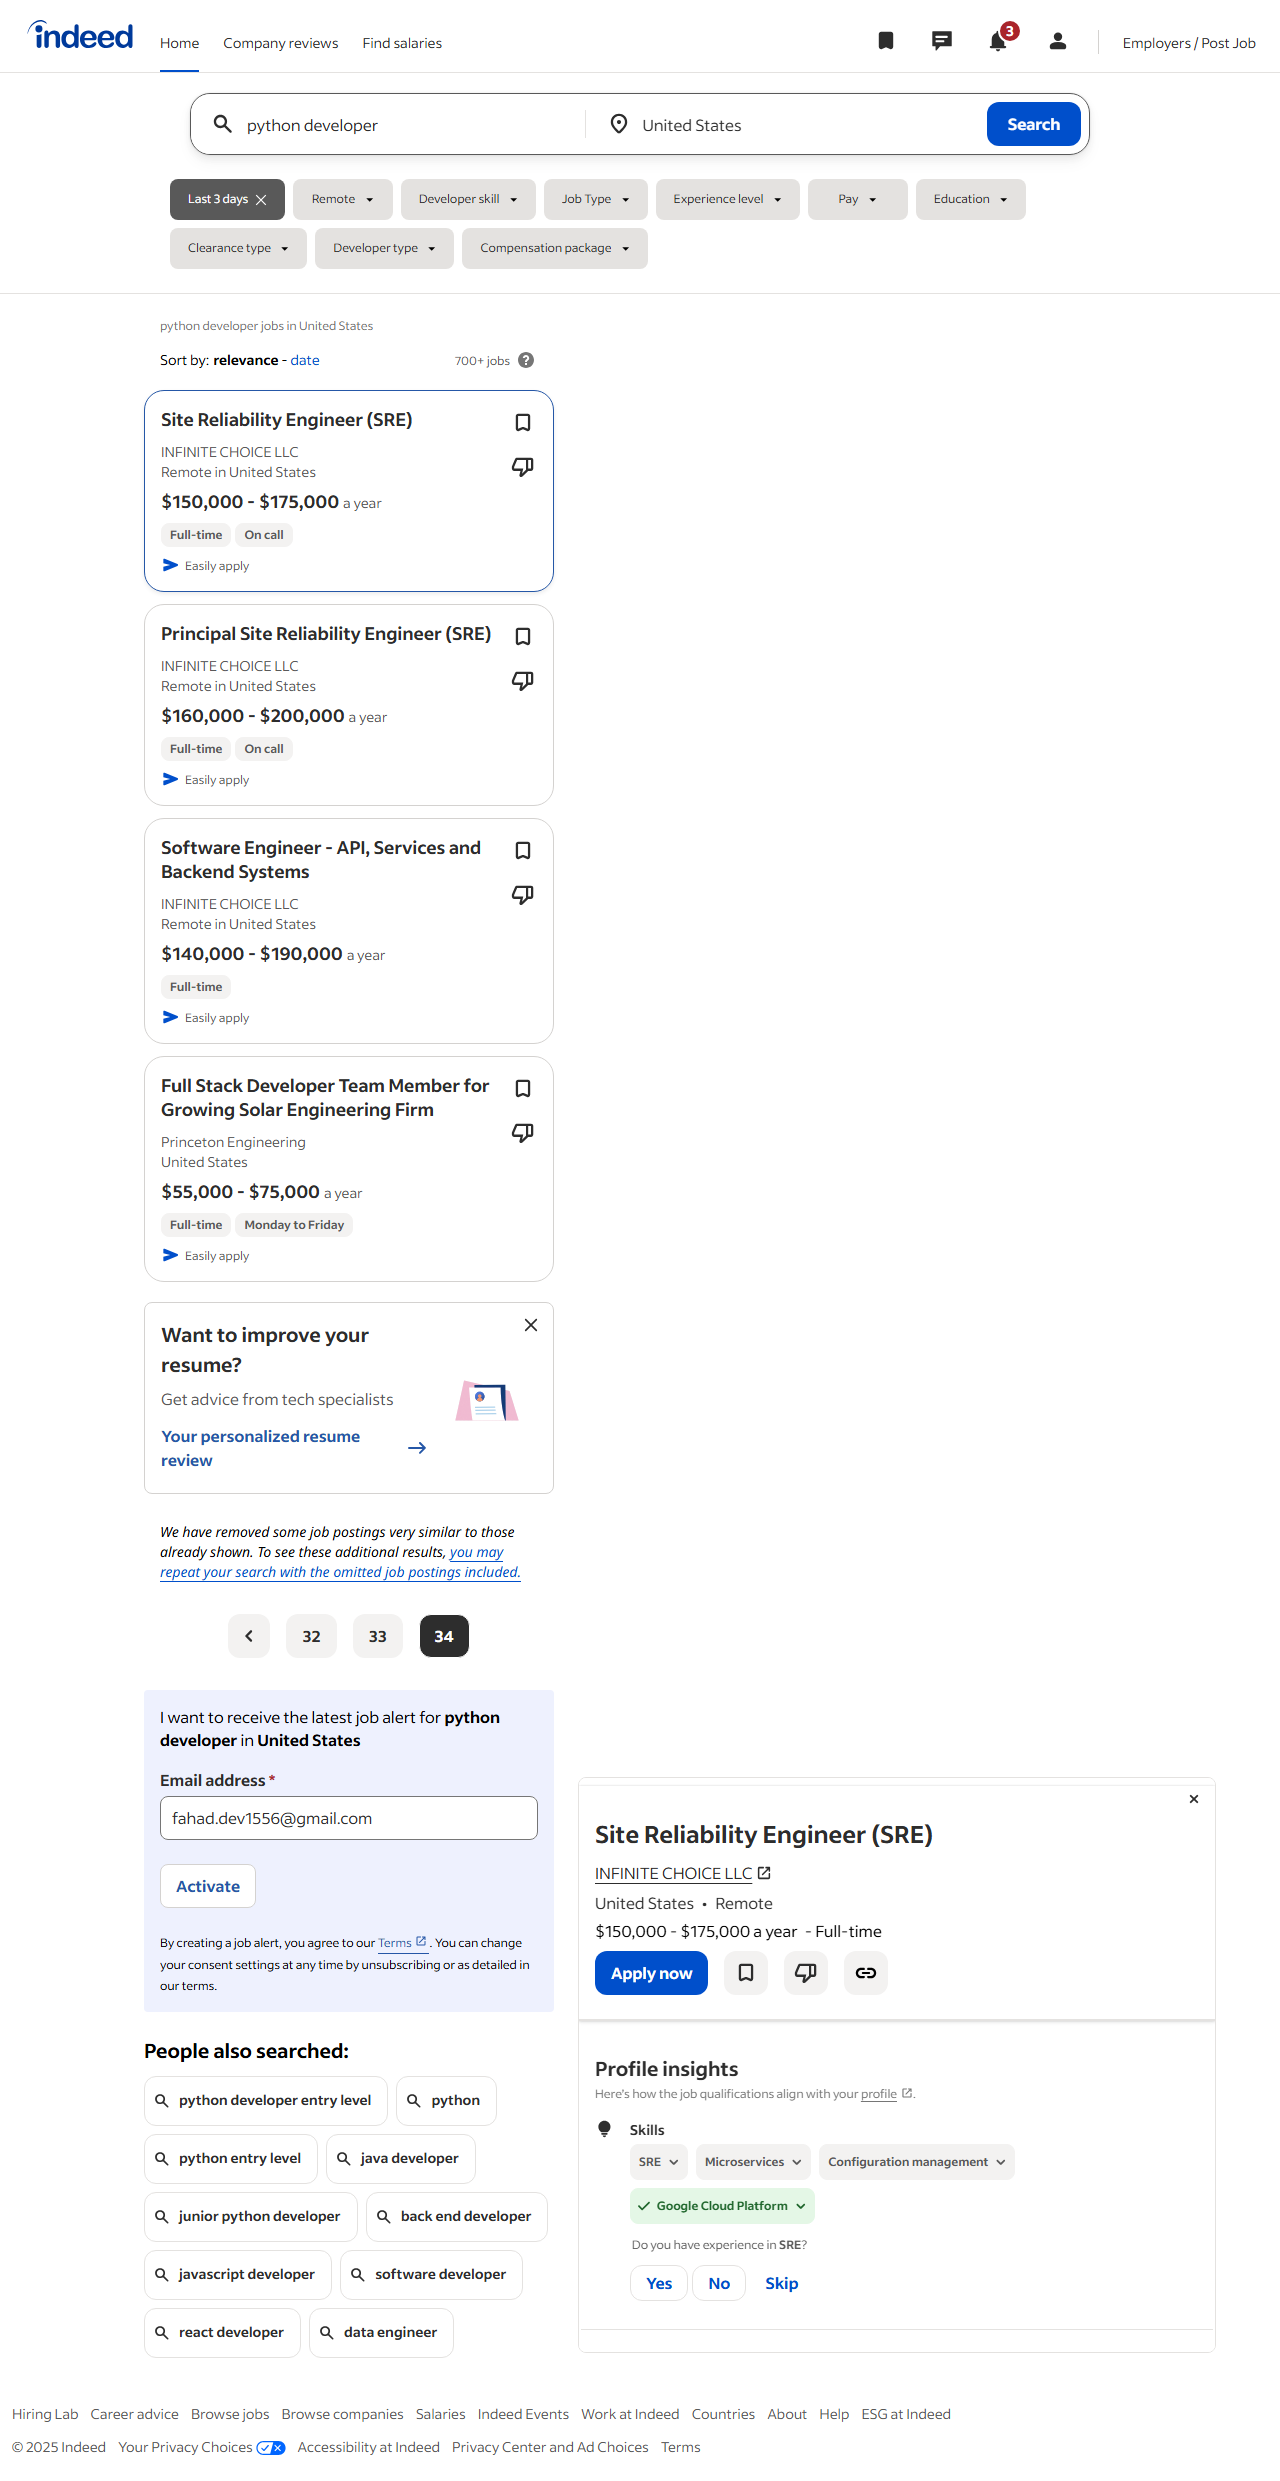 indeed
Home Company reviews Find salaries
3
Employers / Post Job
python developer
United States
Search
Last 3 days Remote Developer skill Job Type Experience level Pay Education
Clearance type Developer type Compensation package
python developer jobs in United States
Sort by: relevance - date
700+ jobs ?
Site Reliability Engineer (SRE)
INFINITE CHOICE LLC
Remote in United States
$150,000 - $175,000 a year
Full-time On call
Easily apply
Principal Site Reliability Engineer (SRE)
INFINITE CHOICE LLC
Remote in United States
$160,000 - $200,000 a year
Full-time On call
Easily apply
Software Engineer - API, Services and
Backend Systems
INFINITE CHOICE LLC
Remote in United States
$140,000 - $190,000 a year
Full-time
Easily apply
Full Stack Developer Team Member for
Growing Solar Engineering Firm
Princeton Engineering
United States
$55,000 - $75,000 a year
Full-time Monday to Friday
Easily apply
Want to improve your
resume?
Get advice from tech specialists
Your personalized resume
review
We have removed some job postings very similar to those
already shown. To see these additional results, you may
repeat your search with the omitted job postings included.
32 33 34
I want to receive the latest job alert for python
developer in United States
Email address *
fahad.dev1556@gmail.com
Activate
By creating a job alert, you agree to our Terms . You can change
your consent settings at any time by unsubscribing or as detailed in
our terms.
People also searched:
python developer entry level python
python entry level java developer
junior python developer back end developer
javascript developer software developer
react developer data engineer
Site Reliability Engineer (SRE)
INFINITE CHOICE LLC
United States • Remote
$150,000 - $175,000 a year - Full-time
Apply now
Profile insights
Here's how the job qualifications align with your profile .
Skills
SRE Microservices Configuration management
Google Cloud Platform
Do you have experience in SRE?
Yes No Skip
Hiring Lab Career advice Browse jobs Browse companies Salaries Indeed Events Work at Indeed Countries About Help ESG at Indeed
© 2025 Indeed Your Privacy Choices Accessibility at Indeed Privacy Center and Ad Choices Terms